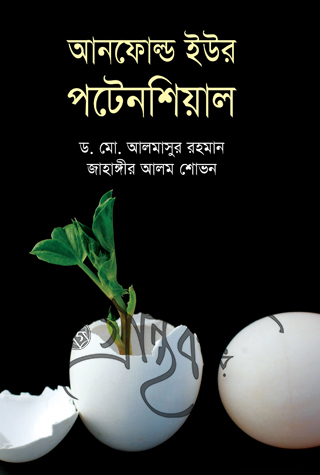 আনফোল্ড ইউর
পটেনশিয়াল
ড. মো. আলমাসুর রহমান
জাহাঙ্গীর আলম শোভন